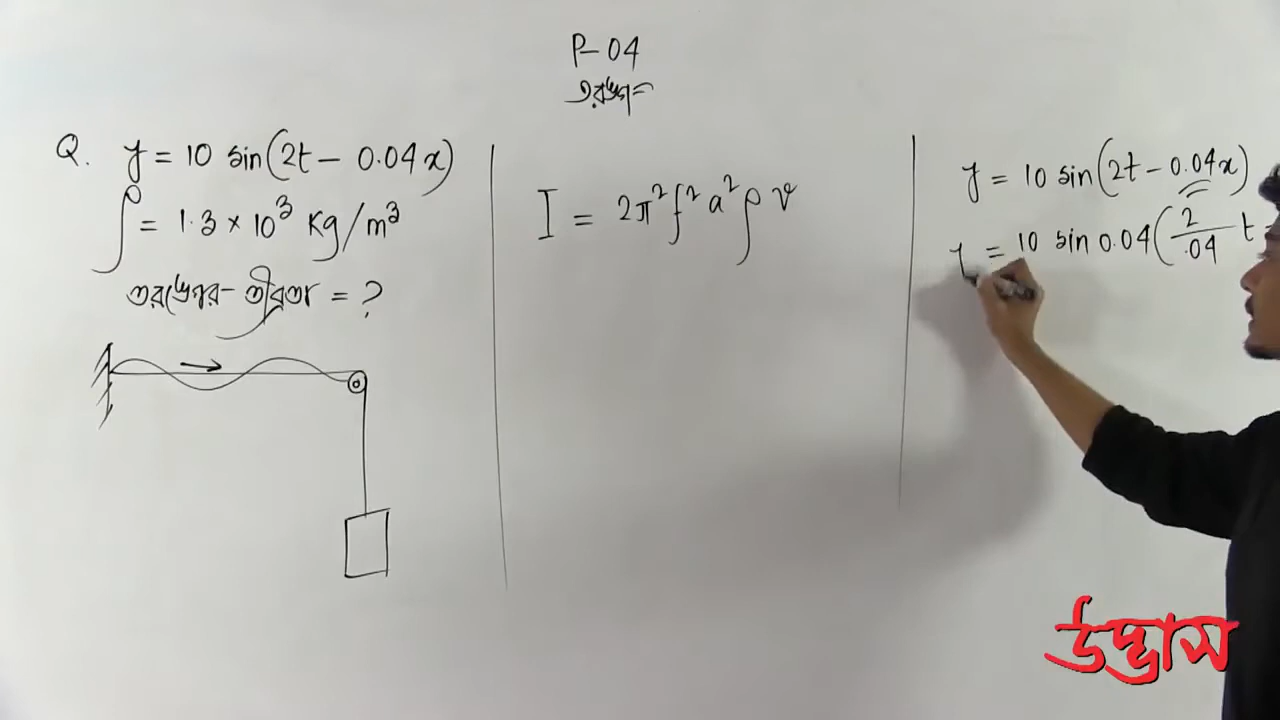 P-04
তরঙ্গ
Q. y = 10 sin(2t - 0.04x)
ρ = 1.3 × 10³ Kg/m³
তরঙ্গের তীব্রতা = ?
I = 2π²f²a²ρv
y = 10 sin(2t - 0.04x)
y = 10 sin 0.04(2/.04 t -
উদ্ভাস